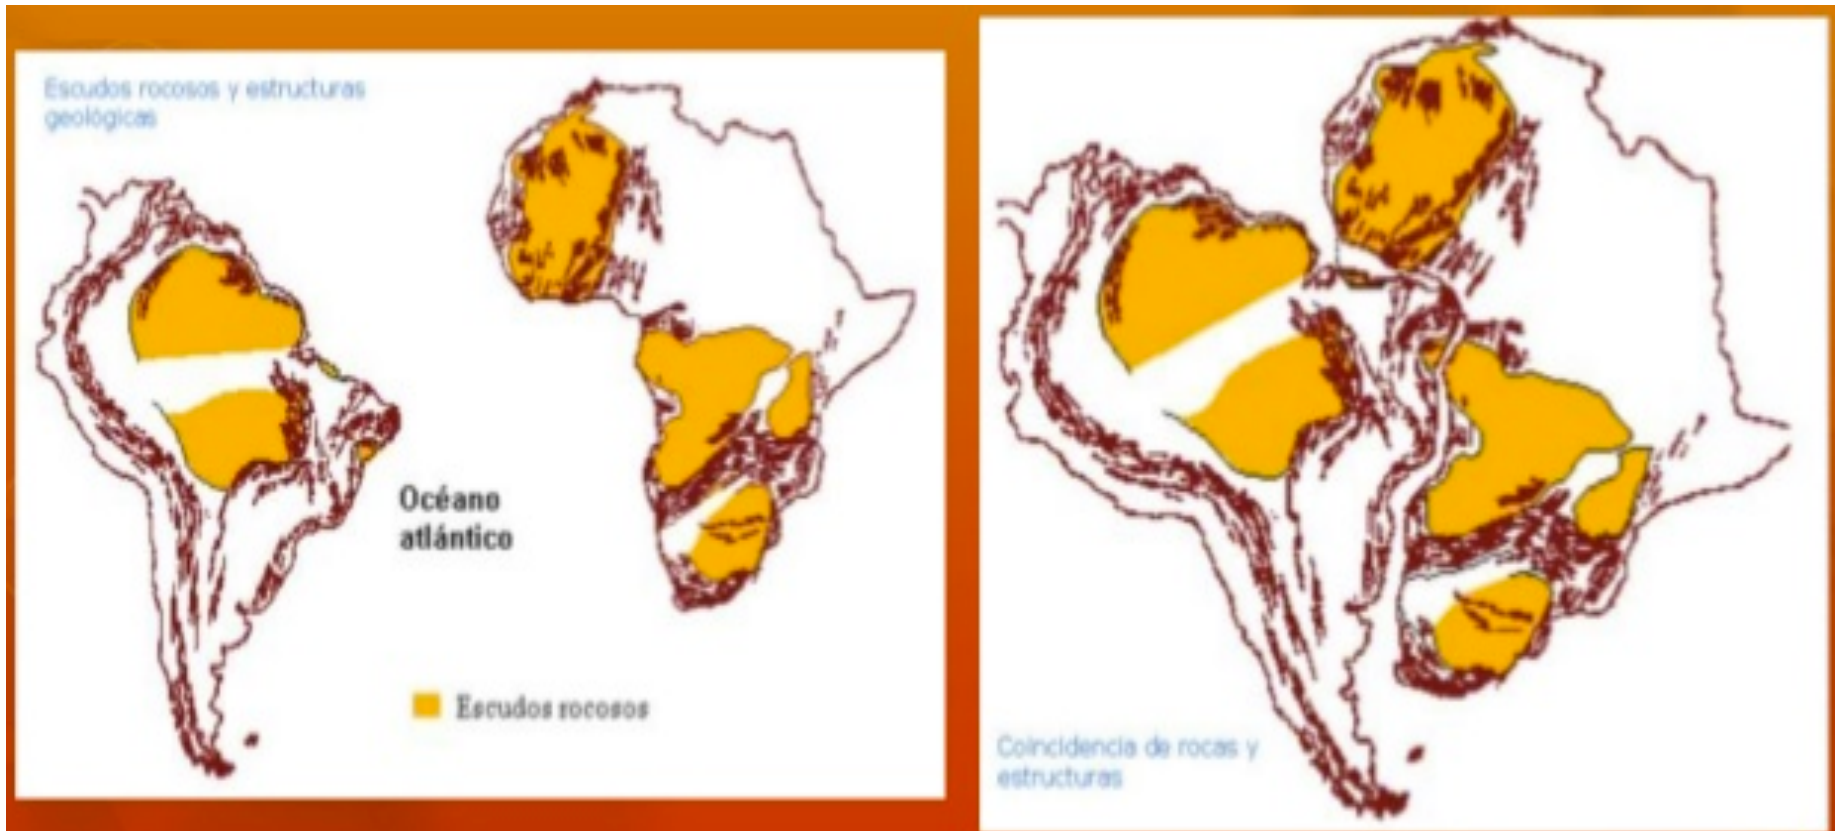 Escudos rocosos y estructuras
geológicas
Océano
atlántico
Escudos rocosos
Coincidencia de rocas y
estructuras